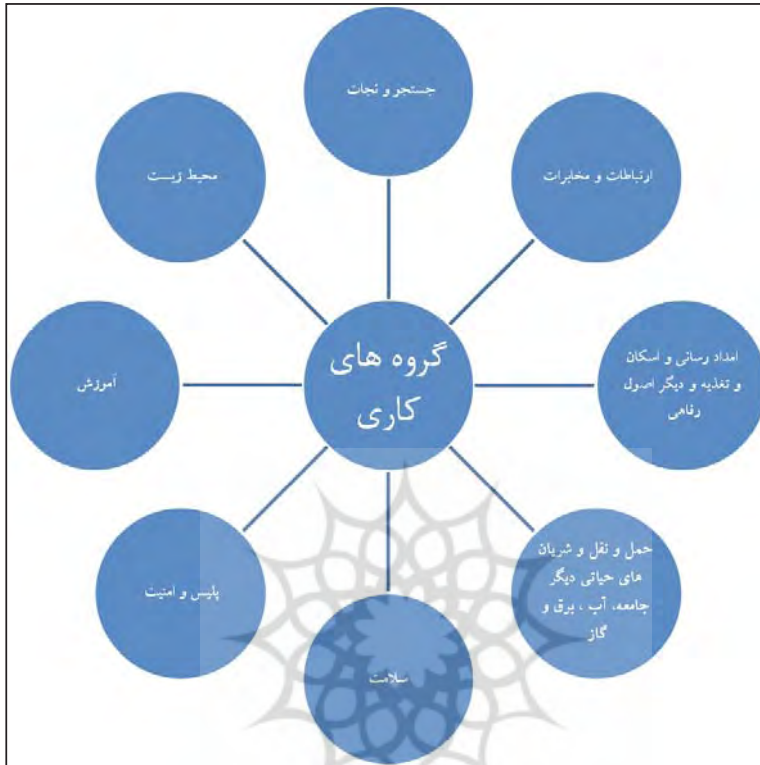 جستجو و نجات
ارتباطات و مخابرات
امداد رسانی و اسکان
و تغذیه و دیگر اصول
رفاهی
حمل و نقل و شریان
های حیاتی دیگر
جامعه، آب ، برق و
گاز
سلامت
پلیس و امنیت
آموزش
محیط زیست
گروه های
کاری